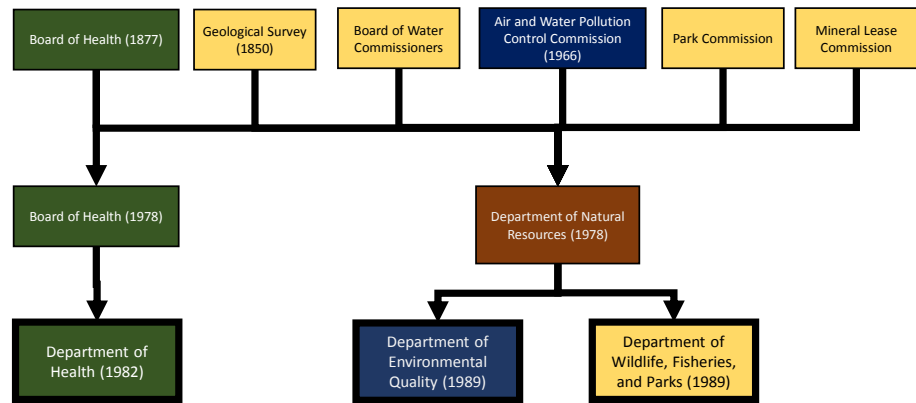 Board of Health (1877)
Geological Survey
(1850)
Board of Water
Commissioners
Air and Water Pollution
Control Commission
(1966)
Park Commission
Mineral Lease
Commission
Board of Health (1978)
Department of Natural
Resources (1978)
Department of
Health (1982)
Department of
Environmental
Quality (1989)
Department of
Wildlife, Fisheries,
and Parks (1989)